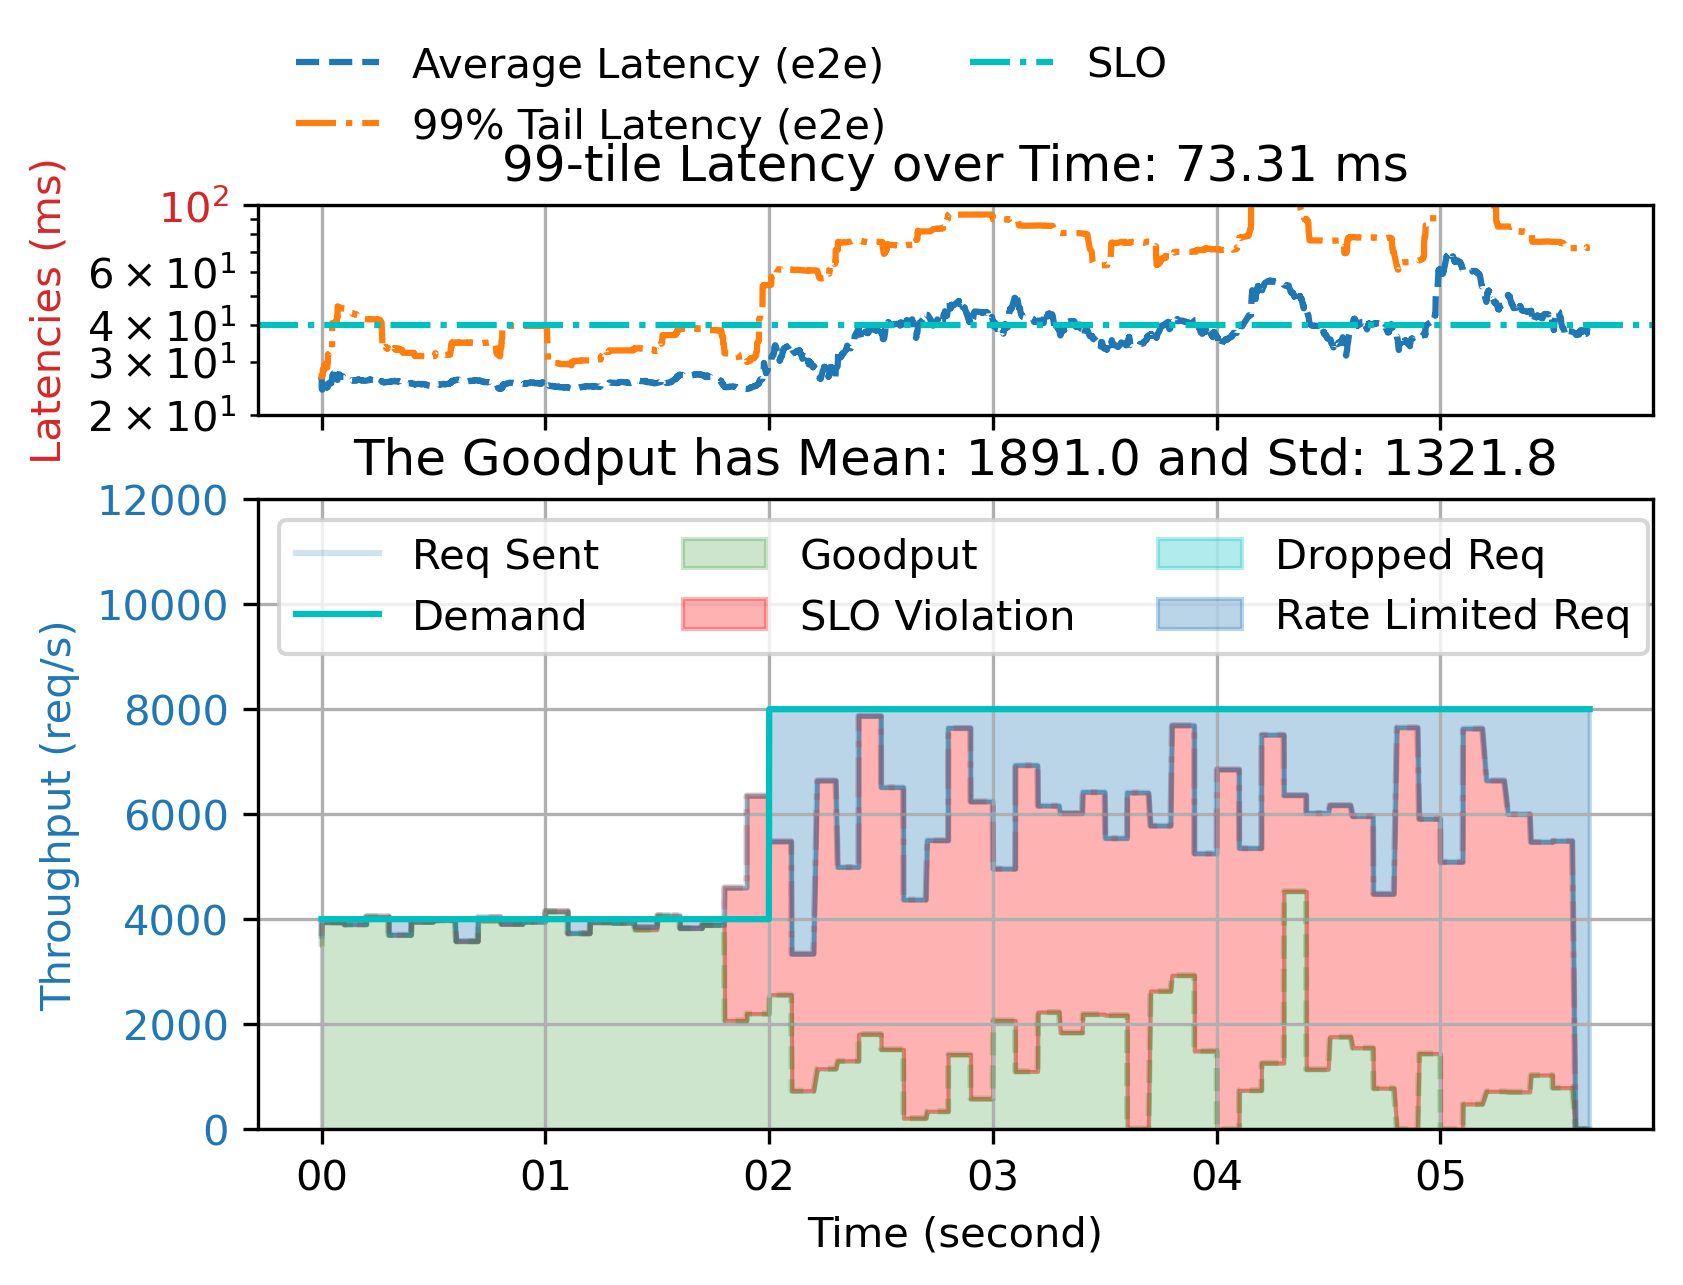 Average Latency (e2e)
SLO
99% Tail Latency (e2e)
99-tile Latency over Time: 73.31 ms
Latencies (ms)
10²
6 × 10¹
4 × 10¹
3 × 10¹
2 × 10¹
The Goodput has Mean: 1891.0 and Std: 1321.8
Throughput (req/s)
12000
10000
8000
6000
4000
2000
0
Req Sent
Goodput
Dropped Req
Demand
SLO Violation
Rate Limited Req
00 01 02 03 04 05
Time (second)